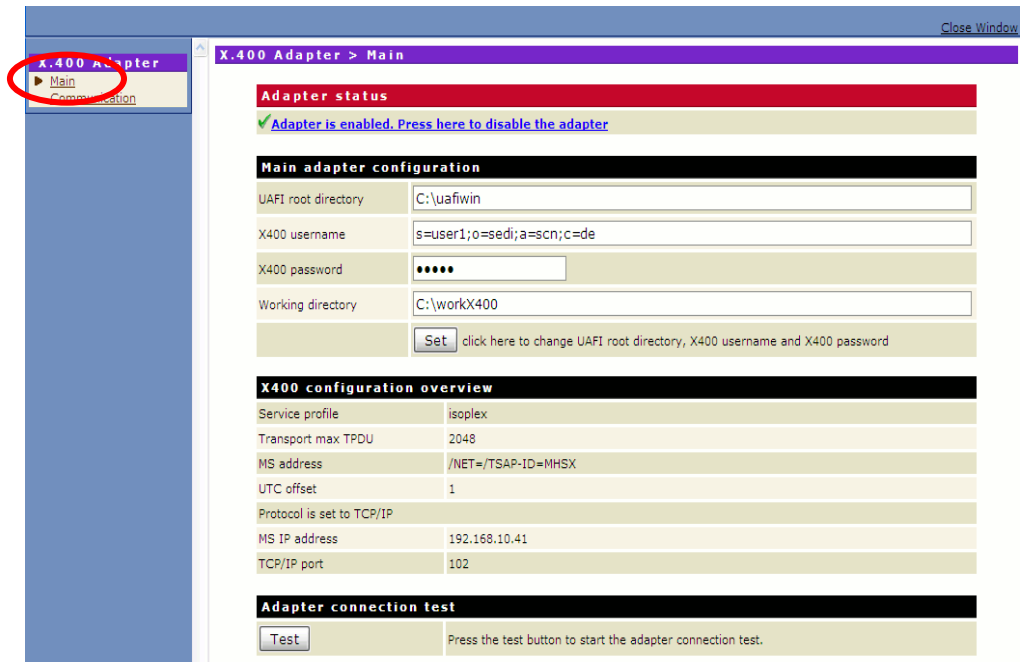 Close Window
X.400 Adapter
Main
Communication
X.400 Adapter > Main
Adapter status
Adapter is enabled. Press here to disable the adapter
Main adapter configuration
UAFI root directory C:\uafiwin
X400 username s=user1;o=sedi;a=scn;c=de
X400 password •••••
Working directory C:\workX400
Set click here to change UAFI root directory, X400 username and X400 password
X400 configuration overview
Service profile isoplex
Transport max TPDU 2048
MS address /NET=/TSAP-ID=MHSX
UTC offset 1
Protocol is set to TCP/IP
MS IP address 192.168.10.41
TCP/IP port 102
Adapter connection test
Test Press the test button to start the adapter connection test.